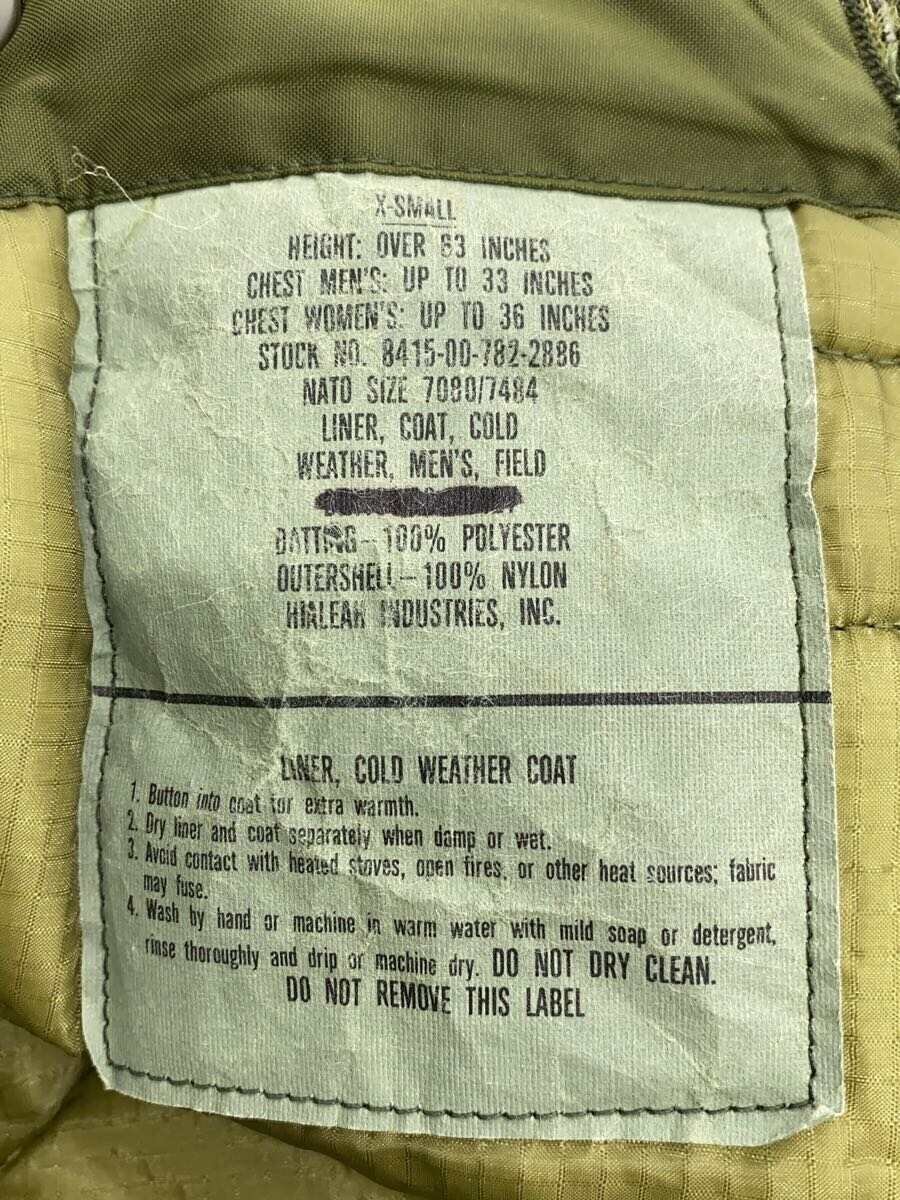 X-SMALL
HEIGHT: OVER 63 INCHES
CHEST MEN'S: UP TO 33 INCHES
CHEST WOMEN'S: UP TO 36 INCHES
STOCK NO. 8415-00-782-2886
NATO SIZE 7080/7484
LINER, COAT, COLD
WEATHER, MEN'S, FIELD
BATTING–100% POLYESTER
OUTERSHELL–100% NYLON
HIALEAH INDUSTRIES, INC.
LINER, COLD WEATHER COAT
1. Button into coat for extra warmth.
2. Dry liner and coat separately when damp or wet.
3. Avoid contact with heated stoves, open fires, or other heat sources; fabric
may fuse.
4. Wash by hand or machine in warm water with mild soap or detergent,
rinse thoroughly and drip or machine dry. DO NOT DRY CLEAN.
DO NOT REMOVE THIS LABEL